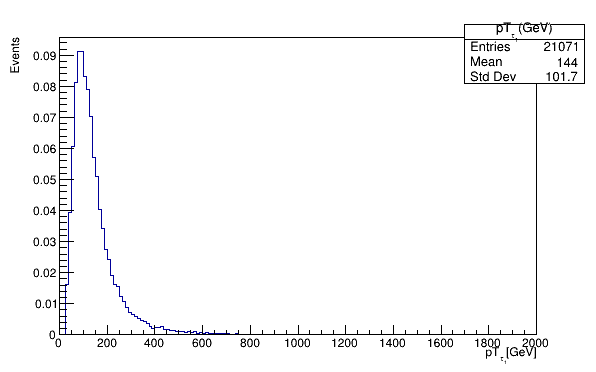 pT_τ₁(GeV)
Entries 21071
Mean 144
Std Dev 101.7
Events
0.09
0.08
0.07
0.06
0.05
0.04
0.03
0.02
0.01
0
0 200 400 600 800 1000 1200 1400 1600 1800 2000
pT_τ₁[GeV]